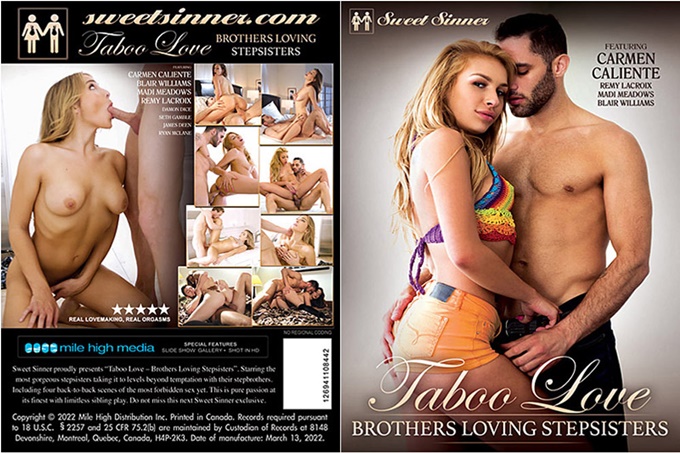 sweetsinner.com
Taboo Love BROTHERS LOVING
STEPSISTERS
FEATURING
CARMEN CALIENTE
BLAIR WILLIAMS
MADI MEADOWS
REMY LACROIX
DAMON DICE
SETH GAMBLE
JAMES DEEN
RYAN MCLANE
★★★★★
REAL LOVEMAKING, REAL ORGASMS
NO REGIONAL CODING
mile high media
SPECIAL FEATURES
SLIDE SHOW GALLERY • SHOT IN HD
Sweet Sinner proudly presents "Taboo Love – Brothers Loving Stepsisters". Starring the
most gorgeous stepsisters taking it to levels beyond temptation with their stepbrothers.
Including four back-to-back scenes of the most forbidden sex yet. This is pure passion at
its finest with limitless sibling play. Do not miss this next Sweet Sinner exclusive.
126941108442
Copyright © 2022 Mile High Distribution Inc. Printed in Canada. Records required pursuant
to 18 U.S.C. § 2257 and 25 CFR 75.2(b) are maintained by Custodian of Records at 8148
Devonshire, Montreal, Quebec, Canada, H4P-2K3. Date of manufacture: March 13, 2022.
Sweet Sinner
FEATURING
CARMEN
CALIENTE
REMY LACROIX
MADI MEADOWS
BLAIR WILLIAMS
Taboo Love
BROTHERS LOVING STEPSISTERS